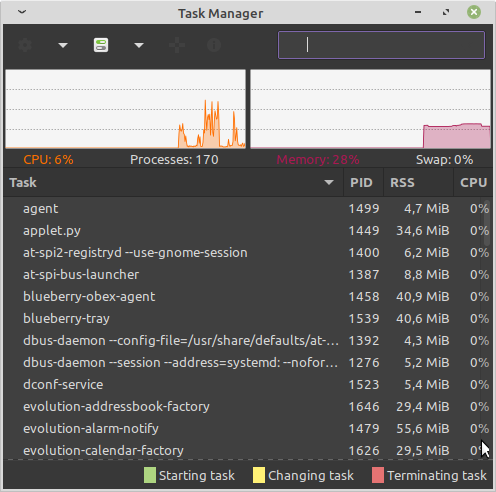 Task Manager
CPU: 6% Processes: 170 Memory: 28% Swap: 0%
Task PID RSS CPU
agent 1499 4,7 MiB 0%
applet.py 1449 34,6 MiB 0%
at-spi2-registryd --use-gnome-session 1400 6,2 MiB 0%
at-spi-bus-launcher 1387 8,8 MiB 0%
blueberry-obex-agent 1458 40,9 MiB 0%
blueberry-tray 1539 40,6 MiB 0%
dbus-daemon --config-file=/usr/share/defaults/at-... 1392 4,3 MiB 0%
dbus-daemon --session --address=systemd: --nofor... 1276 5,2 MiB 0%
dconf-service 1523 5,4 MiB 0%
evolution-addressbook-factory 1646 29,4 MiB 0%
evolution-alarm-notify 1479 55,6 MiB 0%
evolution-calendar-factory 1626 29,5 MiB 0%
Starting task Changing task Terminating task